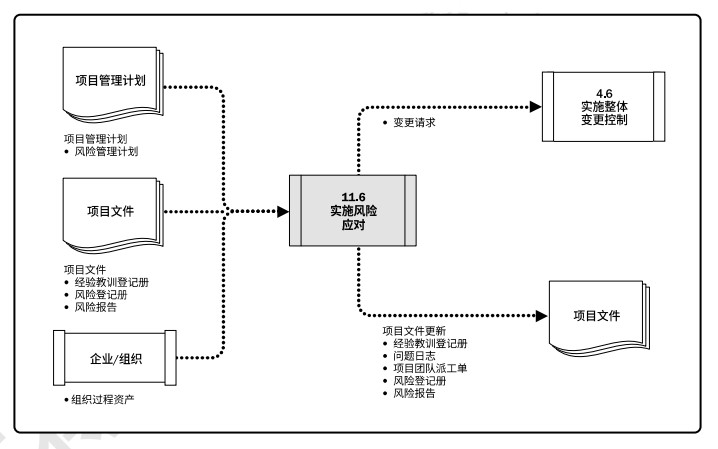 项目管理计划
项目管理计划
• 风险管理计划
项目文件
项目文件
• 经验教训登记册
• 风险登记册
• 风险报告
企业/组织
• 组织过程资产
11.6
实施风险
应对
• 变更请求
4.6
实施整体
变更控制
项目文件更新
• 经验教训登记册
• 问题日志
• 项目团队派工单
• 风险登记册
• 风险报告
项目文件